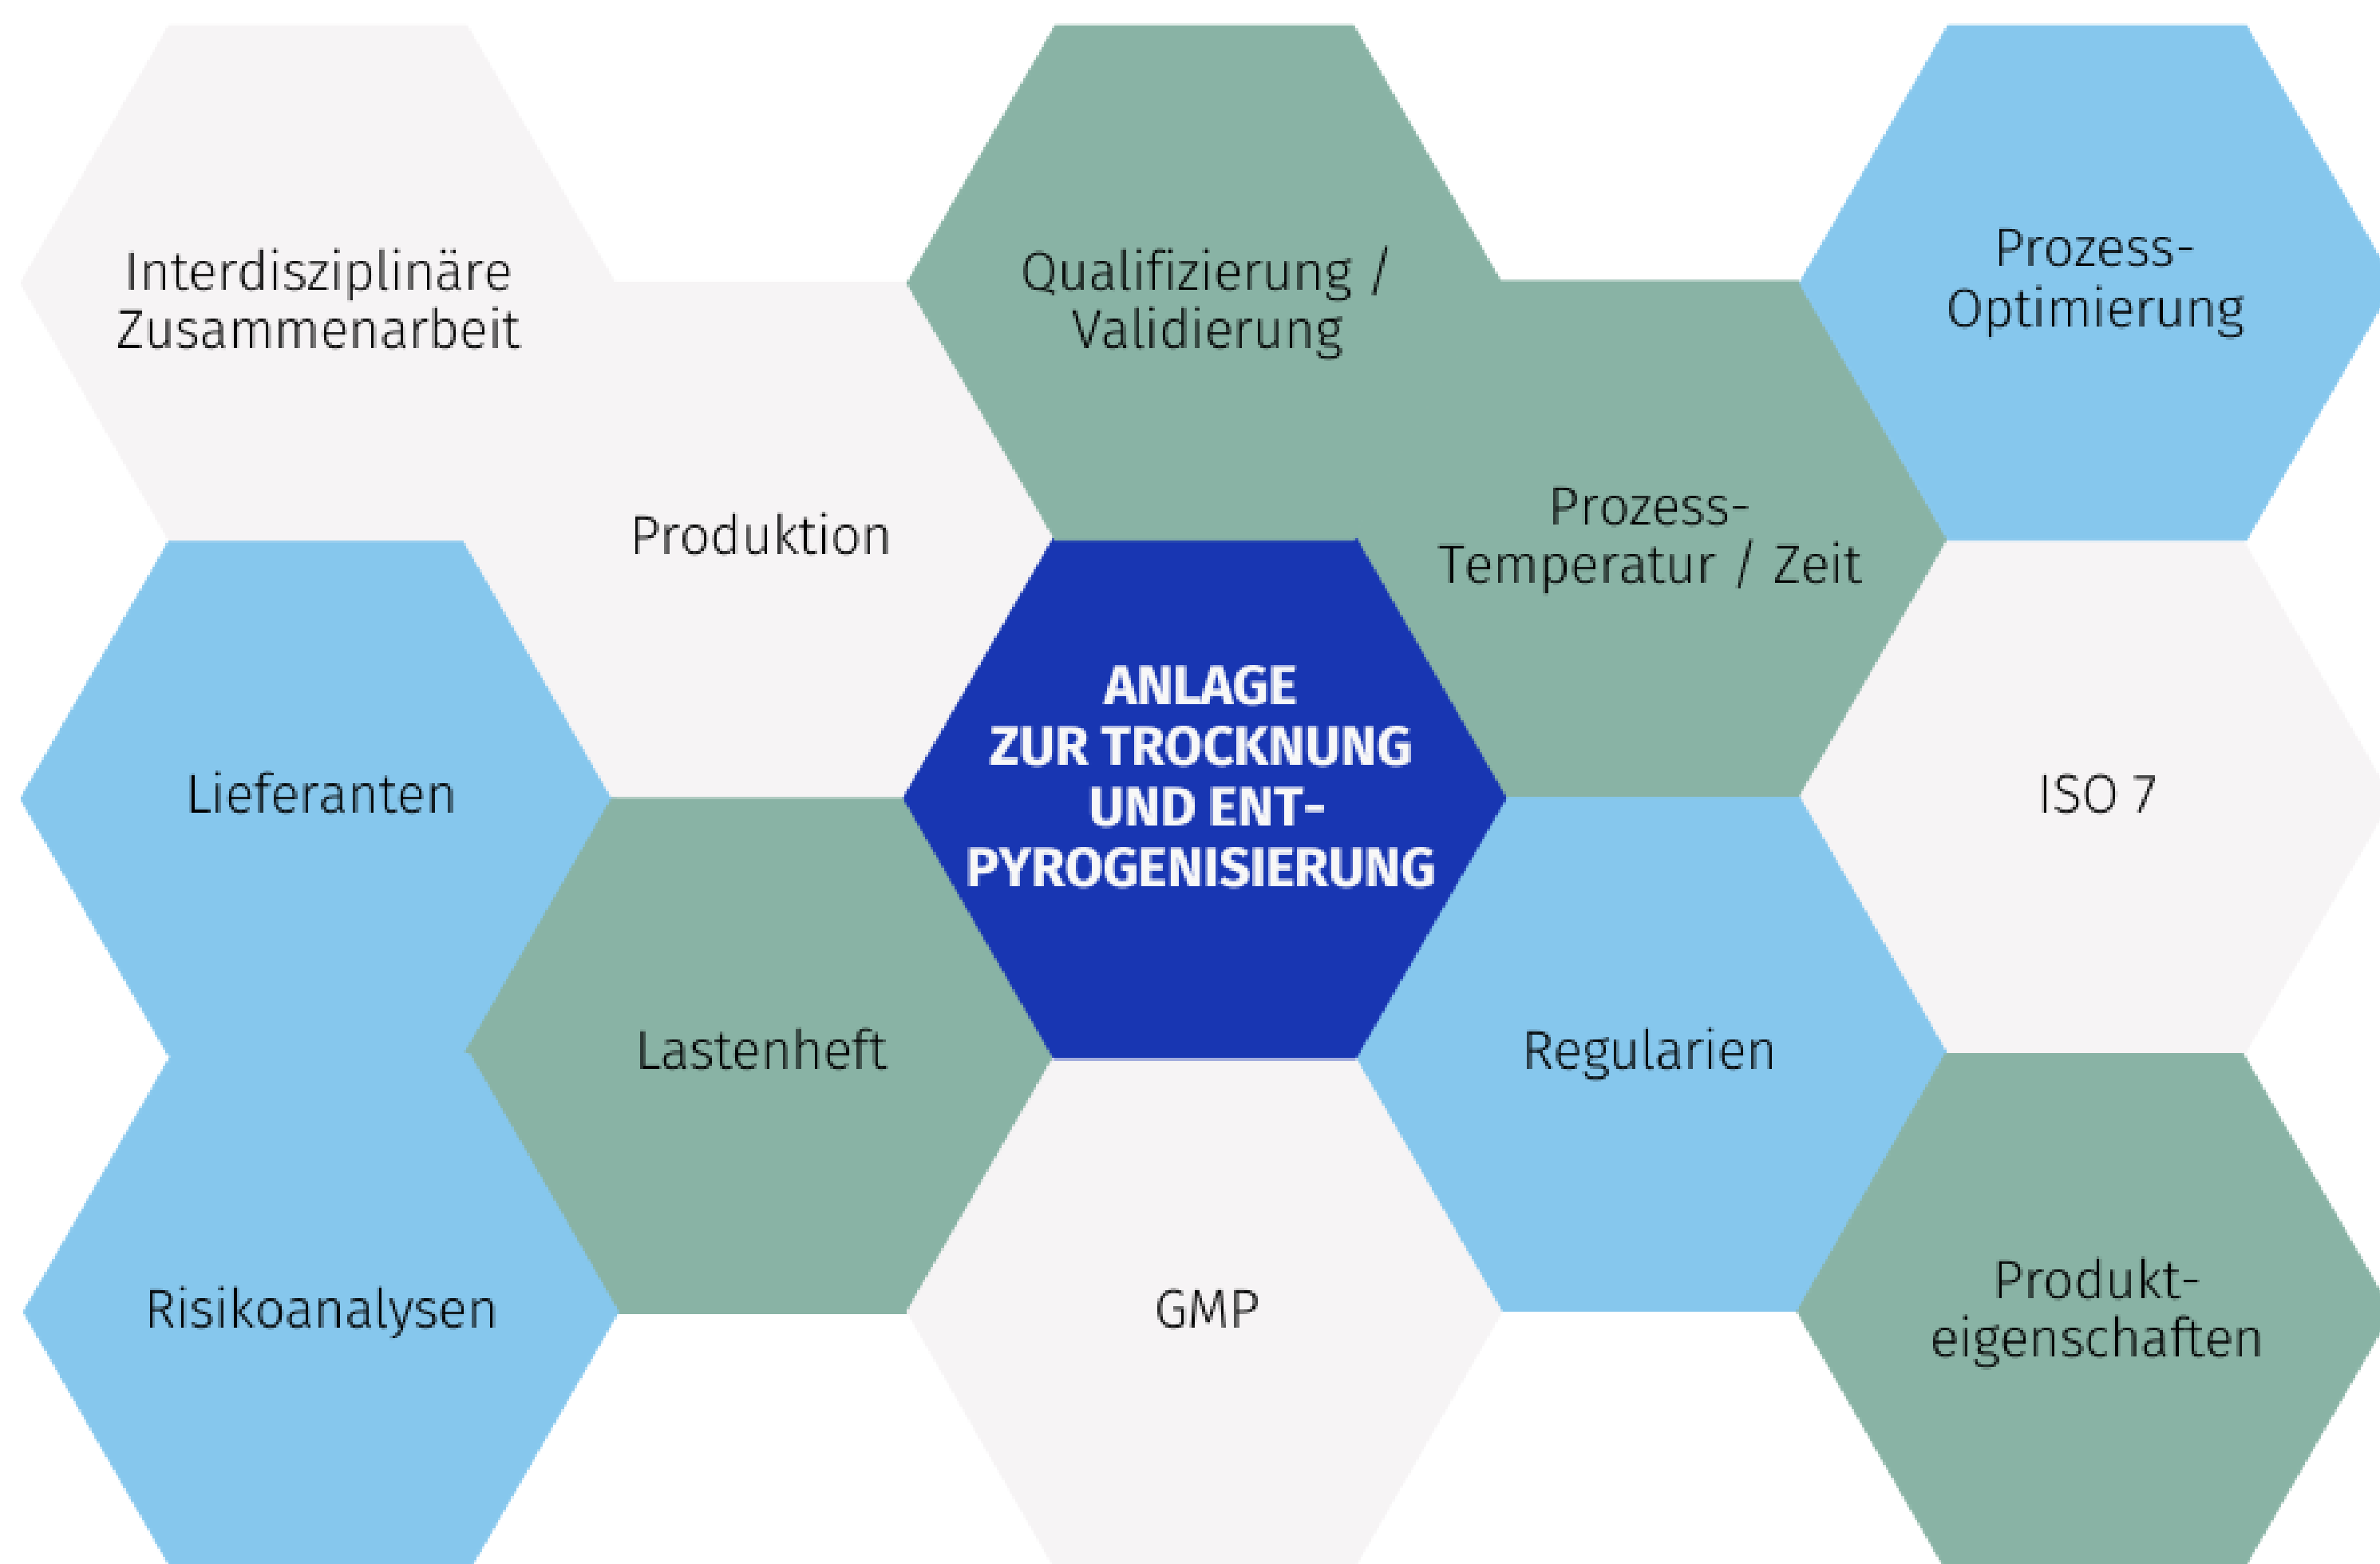 Interdisziplinäre
Zusammenarbeit
Qualifizierung /
Validierung
Prozess-
Optimierung
Produktion
Prozess-
Temperatur / Zeit
ANLAGE
ZUR TROCKNUNG
UND ENT-
PYROGENISIERUNG
Lieferanten
ISO 7
Lastenheft
Regularien
Risikoanalysen
GMP
Produkt-
eigenschaften